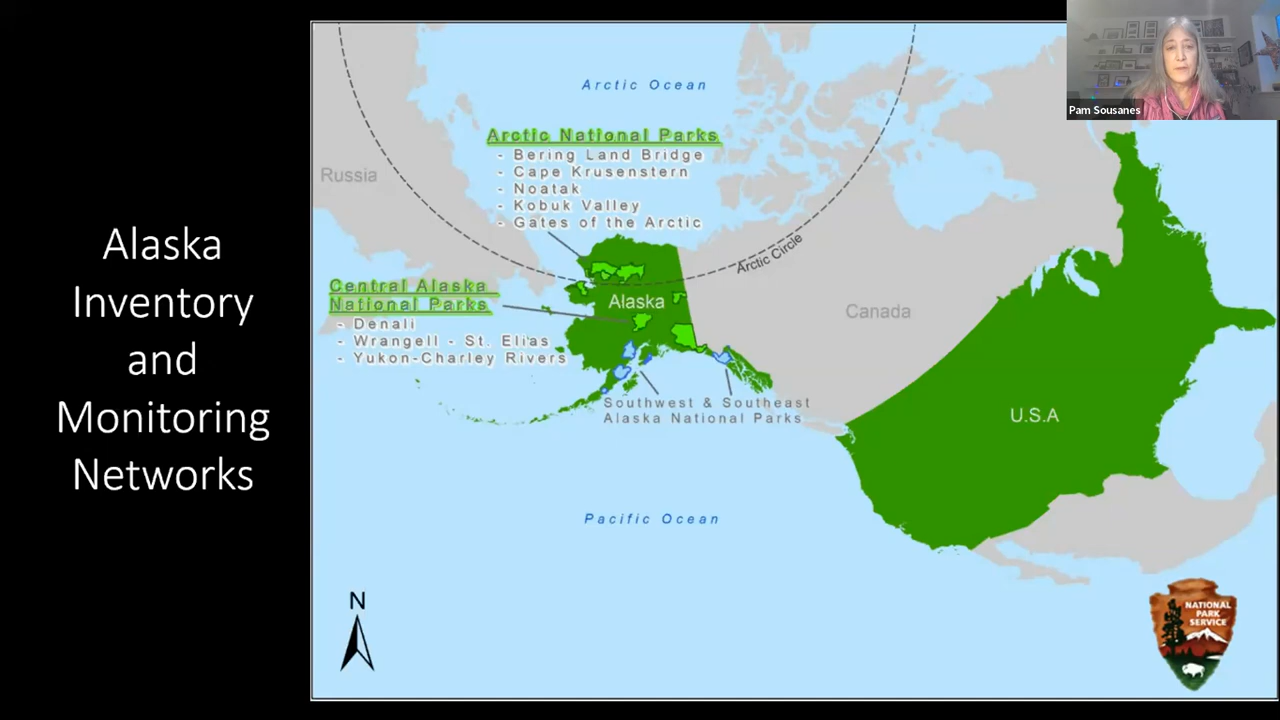 Alaska
Inventory
and
Monitoring
Networks
Pam Sousanes
Arctic Ocean
Arctic National Parks
- Bering Land Bridge
- Cape Krusenstern
- Noatak
- Kobuk Valley
- Gates of the Arctic
Russia
Arctic Circle
Central Alaska
National Parks
- Denali
- Wrangell - St. Elias
- Yukon-Charley Rivers
Alaska
Canada
Southwest & Southeast
Alaska National Parks
U.S.A
Pacific Ocean
N
NATIONAL
PARK
SERVICE